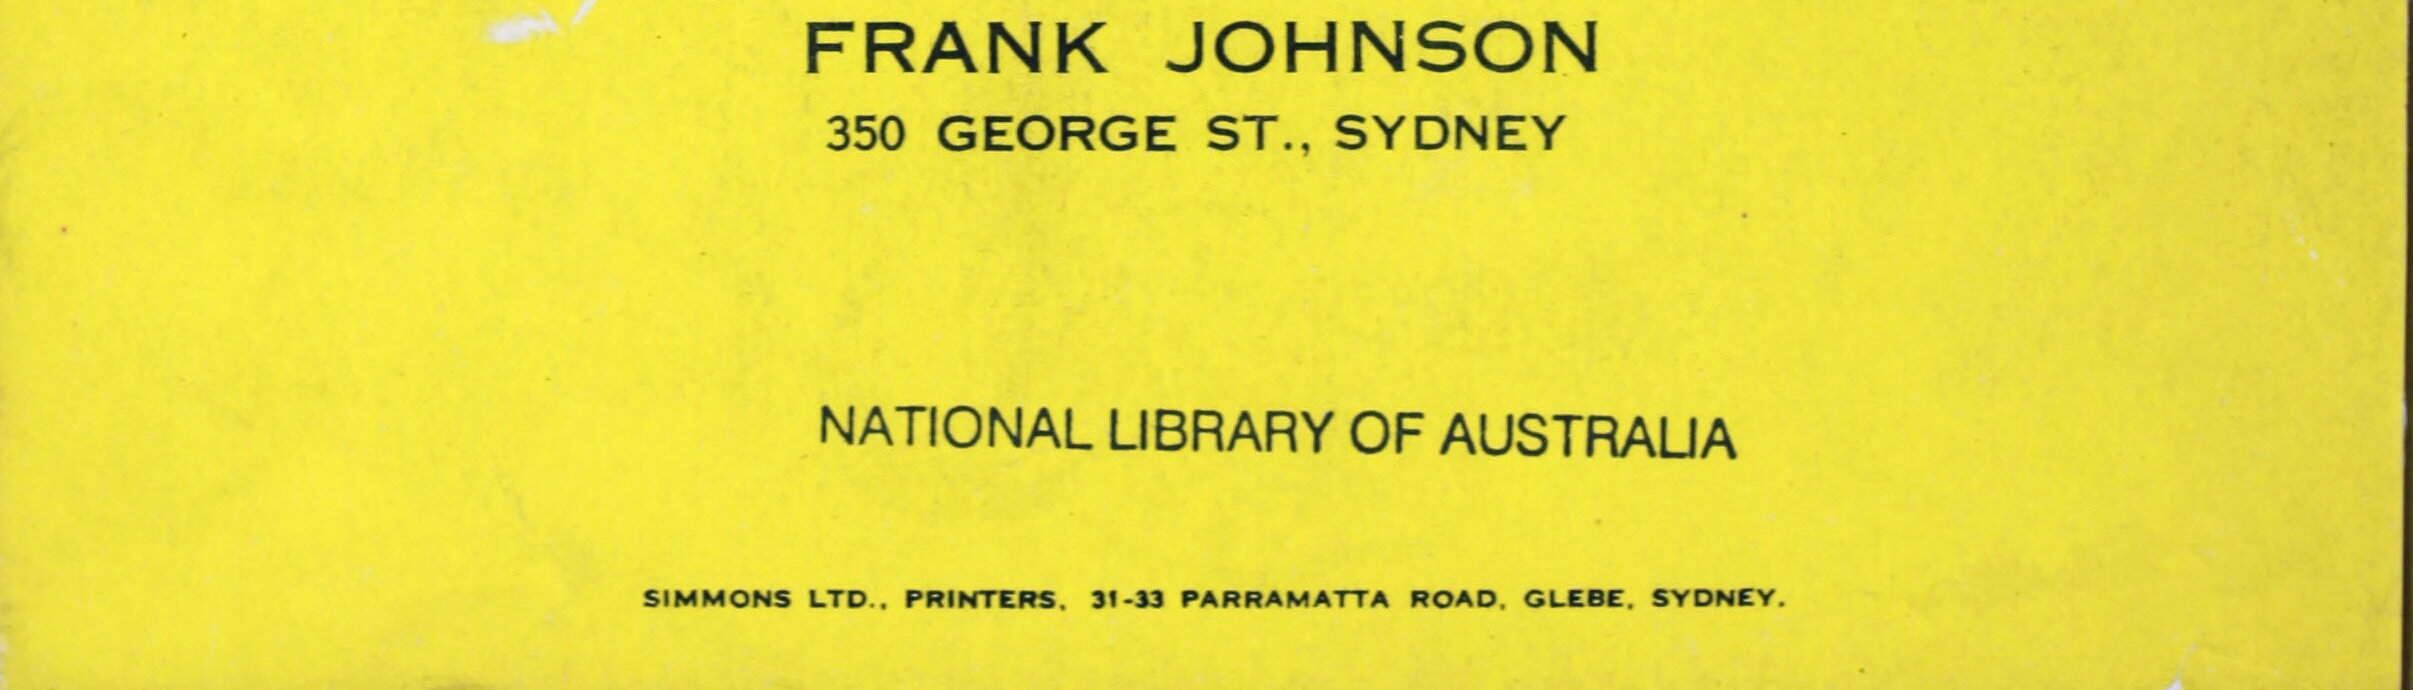 FRANK JOHNSON
350 GEORGE ST., SYDNEY
NATIONAL LIBRARY OF AUSTRALIA
SIMMONS LTD., PRINTERS, 31-33 PARRAMATTA ROAD, GLEBE, SYDNEY.